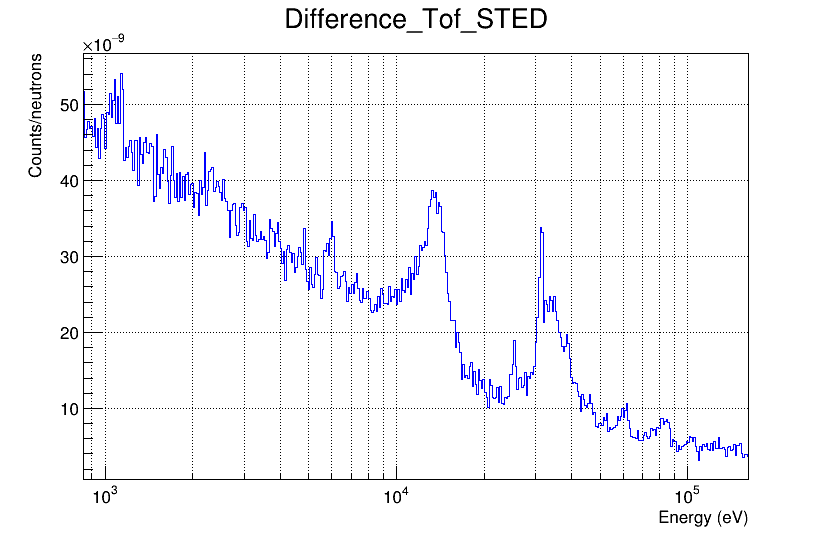 Difference_Tof_STED
×10⁻⁹
Counts/neutrons
50
40
30
20
10
10³ 10⁴ 10⁵
Energy (eV)